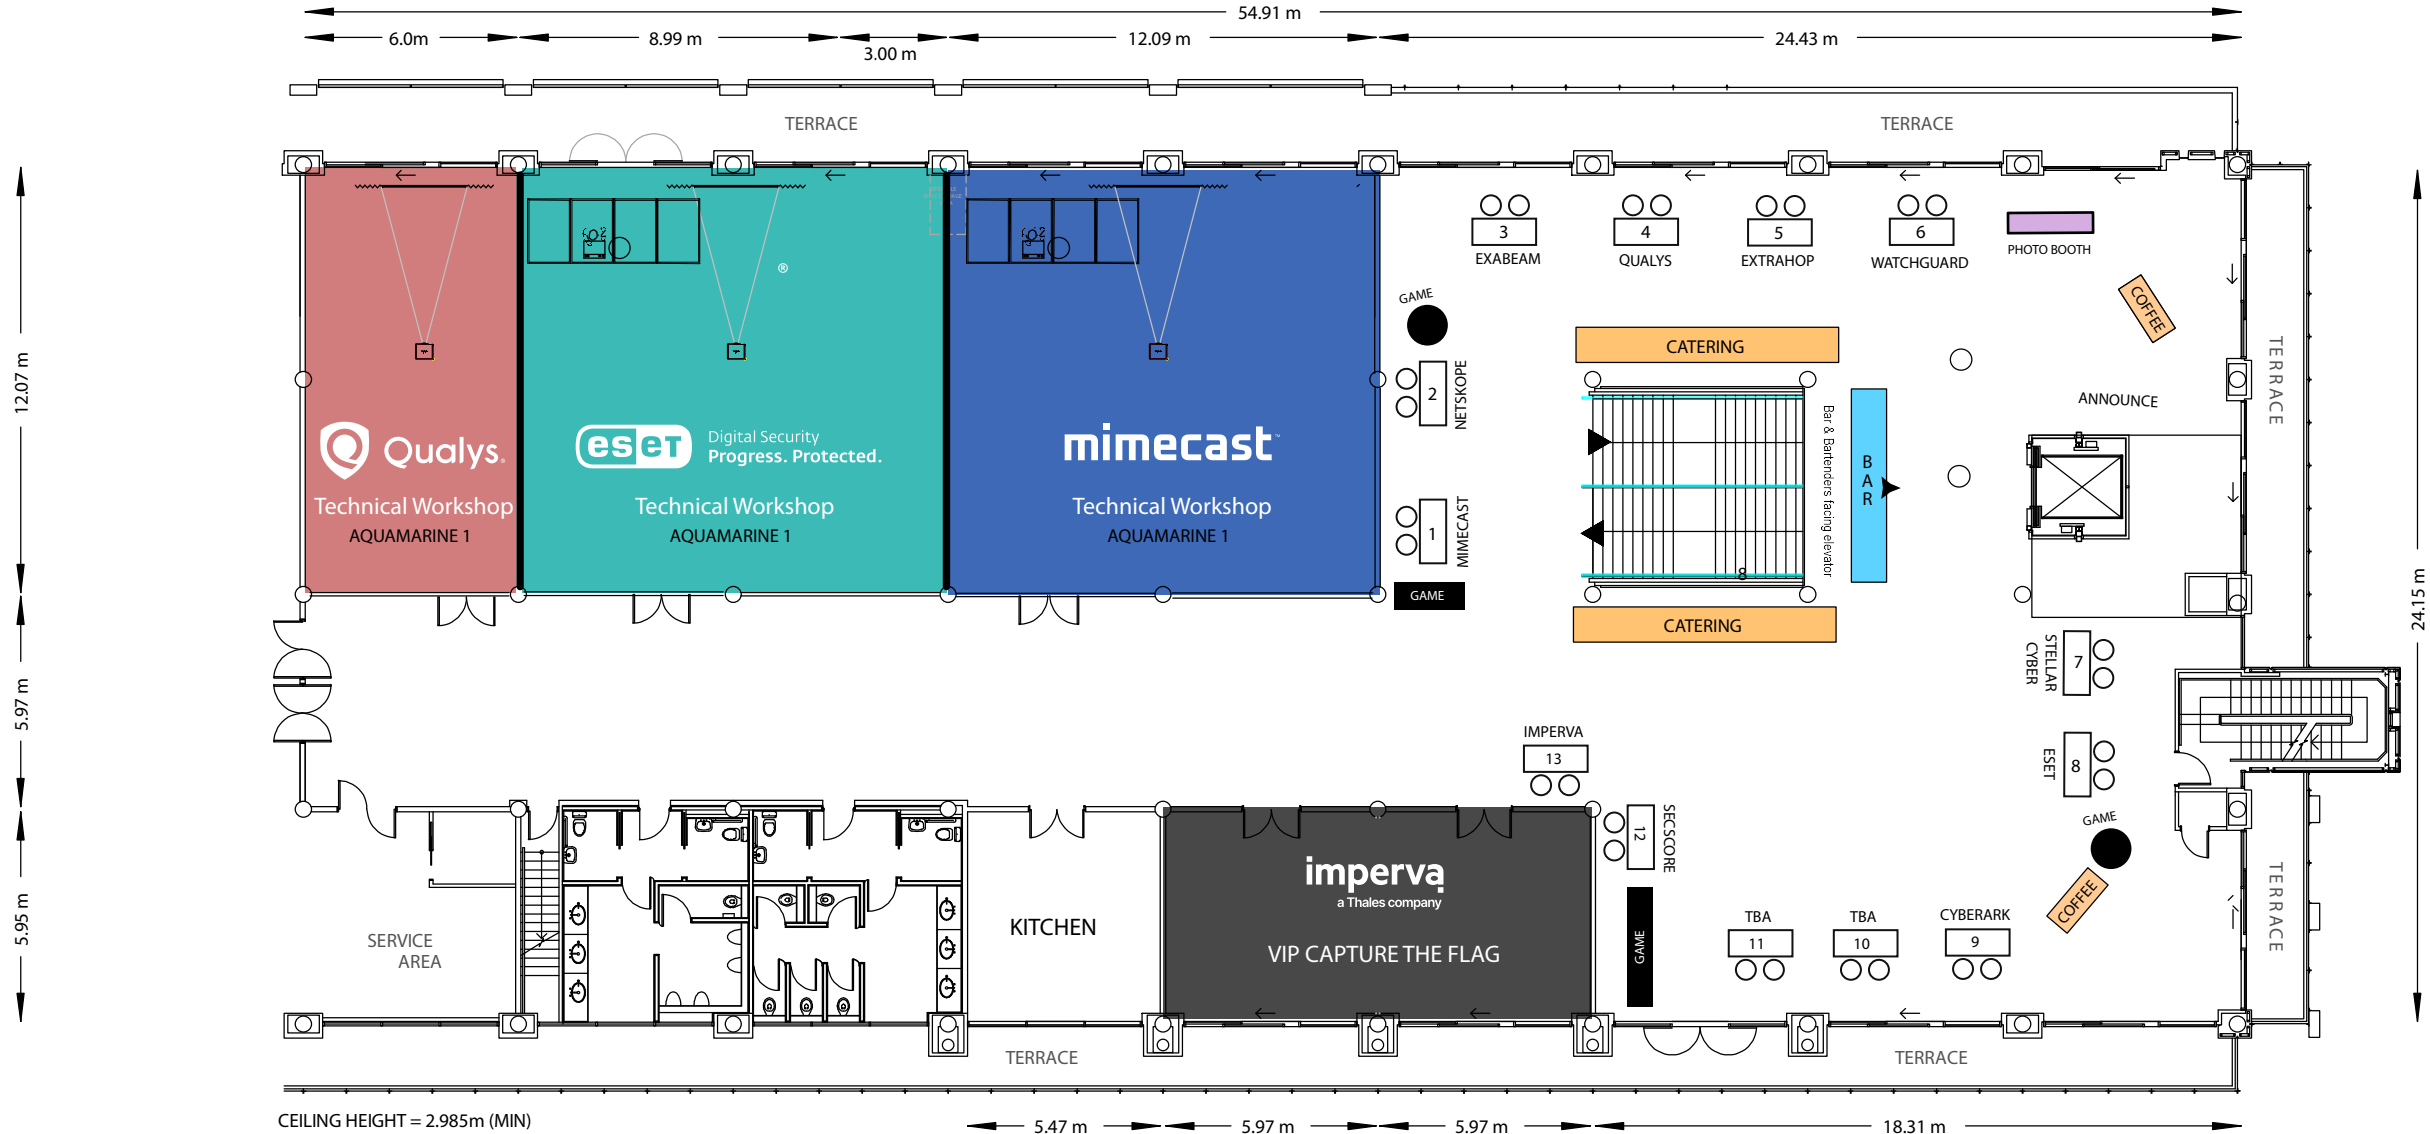 54.91 m
6.0m
8.99 m
3.00 m
12.09 m
24.43 m
TERRACE
TERRACE
3
EXABEAM
4
QUALYS
5
EXTRAHOP
6
WATCHGUARD
PHOTO BOOTH
COFFEE
GAME
®
12.07 m
CATERING
TERRACE
2
NETSKOPE
ANNOUNCE
Bar & Bartenders facing elevator
BAR
Qualys.
Technical Workshop
AQUAMARINE 1
eseT
Digital Security
Progress. Protected.
Technical Workshop
AQUAMARINE 1
mimecast™
Technical Workshop
AQUAMARINE 1
1
MIMECAST
8
GAME
CATERING
24.15 m
7
STELLAR
CYBER
5.97 m
IMPERVA
13
8
ESET
GAME
12
SECSCORE
imperva
a Thales company
VIP CAPTURE THE FLAG
GAME
COFFEE
TERRACE
5.95 m
SERVICE
AREA
KITCHEN
TBA
11
TBA
10
CYBERARK
9
TERRACE
TERRACE
CEILING HEIGHT = 2.985m (MIN)
5.47 m
5.97 m
5.97 m
18.31 m